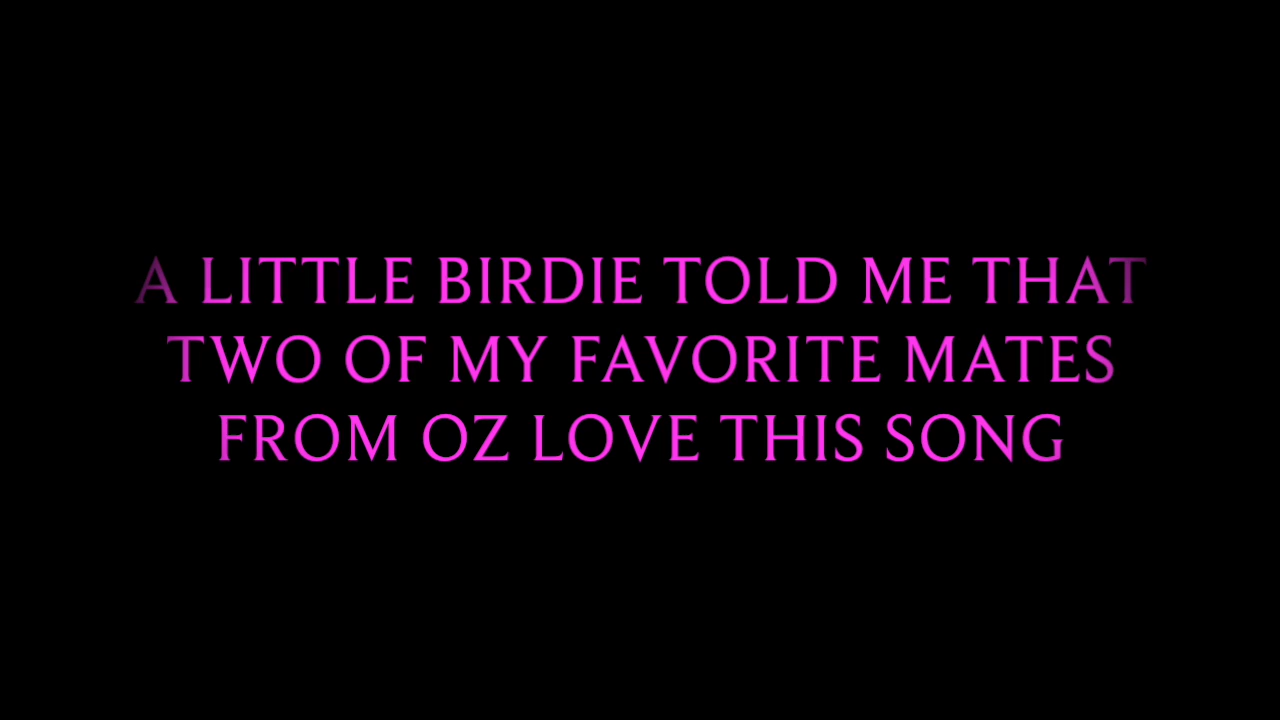 A LITTLE BIRDIE TOLD ME THAT
TWO OF MY FAVORITE MATES
FROM OZ LOVE THIS SONG